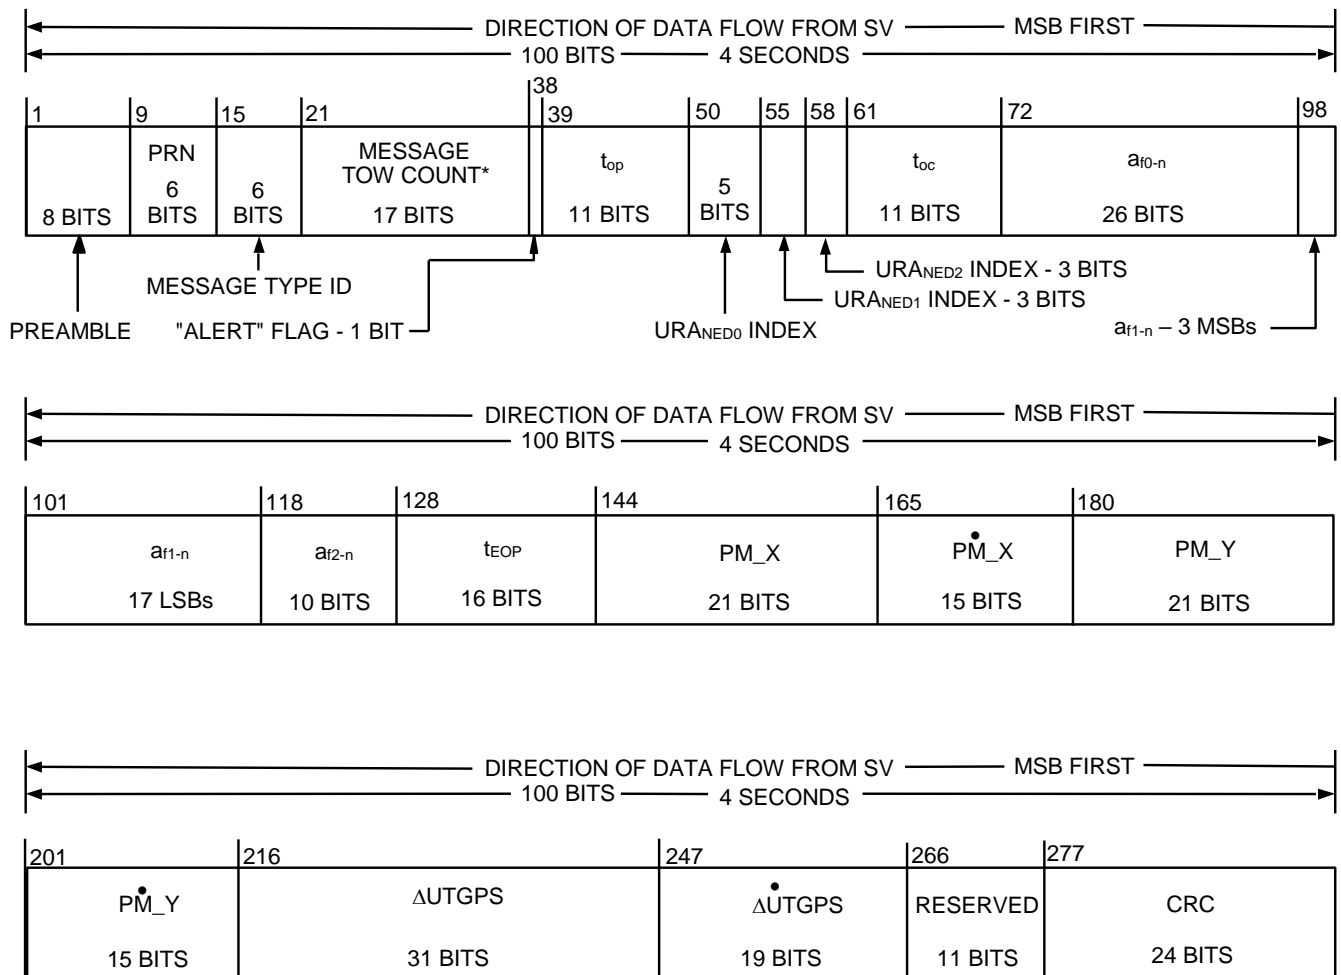 DIRECTION OF DATA FLOW FROM SV MSB FIRST
100 BITS 4 SECONDS
1 9 15 21 38 39 50 55 58 61 72 98
8 BITS
PRN
6
BITS
6
BITS
MESSAGE
TOW COUNT*
17 BITS
top
11 BITS
5
BITS
toc
11 BITS
af0-n
26 BITS
PREAMBLE
MESSAGE TYPE ID
"ALERT" FLAG - 1 BIT
URANED0 INDEX
URANED2 INDEX - 3 BITS
URANED1 INDEX - 3 BITS
af1-n – 3 MSBs
DIRECTION OF DATA FLOW FROM SV MSB FIRST
100 BITS 4 SECONDS
101 118 128 144 165 180
af1-n
17 LSBs
af2-n
10 BITS
tEOP
16 BITS
PM_X
21 BITS
PṀ_X
15 BITS
PM_Y
21 BITS
DIRECTION OF DATA FLOW FROM SV MSB FIRST
100 BITS 4 SECONDS
201 216 247 266 277
PṀ_Y
15 BITS
ΔUTGPS
31 BITS
ΔU̇TGPS
19 BITS
RESERVED
11 BITS
CRC
24 BITS